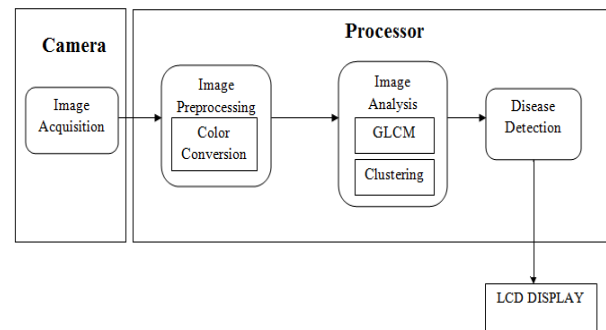 Camera
Image
Acquisition
Processor
Image
Preprocessing
Color
Conversion
Image
Analysis
GLCM
Clustering
Disease
Detection
LCD DISPLAY